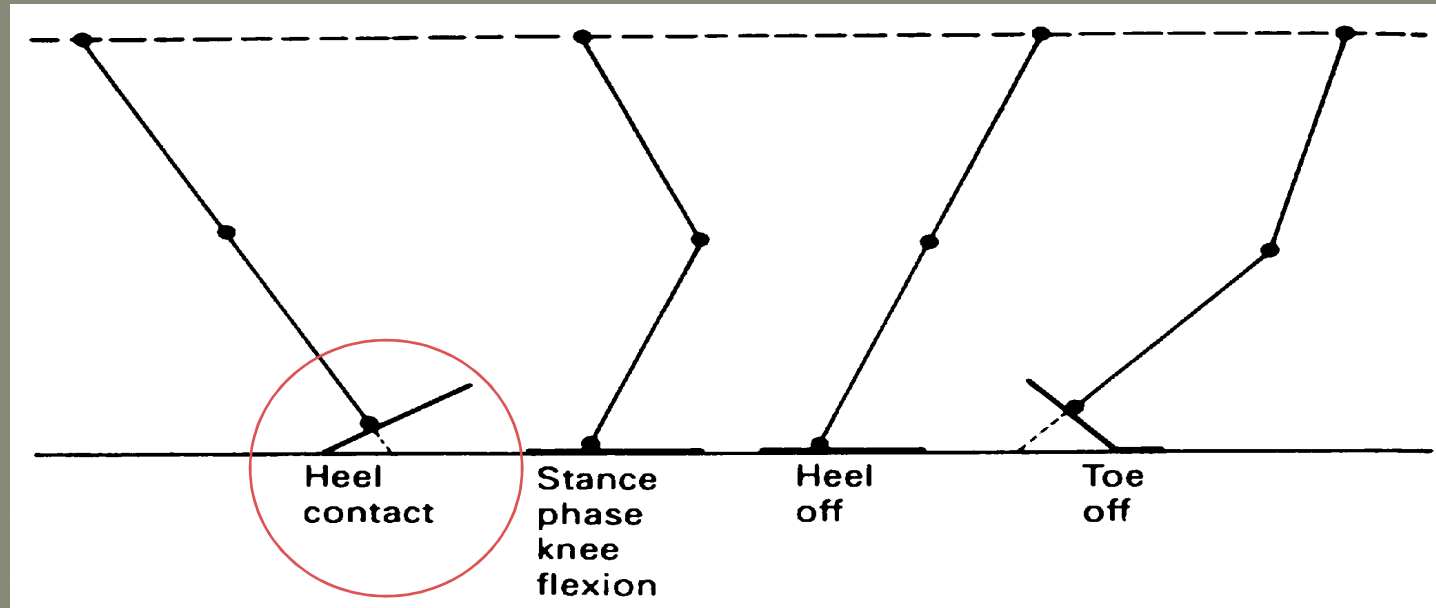 Heel
contact
Stance
phase
knee
flexion
Heel
off
Toe
off